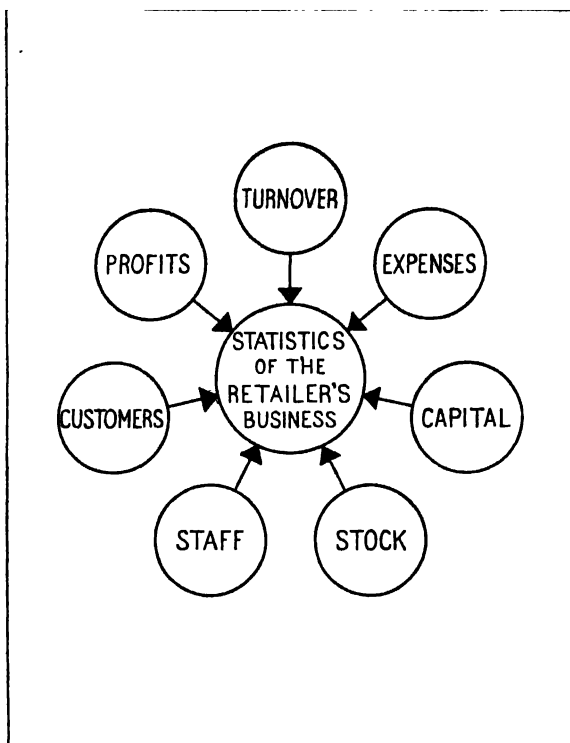 TURNOVER
PROFITS
EXPENSES
STATISTICS
OF THE
RETAILER'S
BUSINESS
CUSTOMERS
CAPITAL
STAFF
STOCK